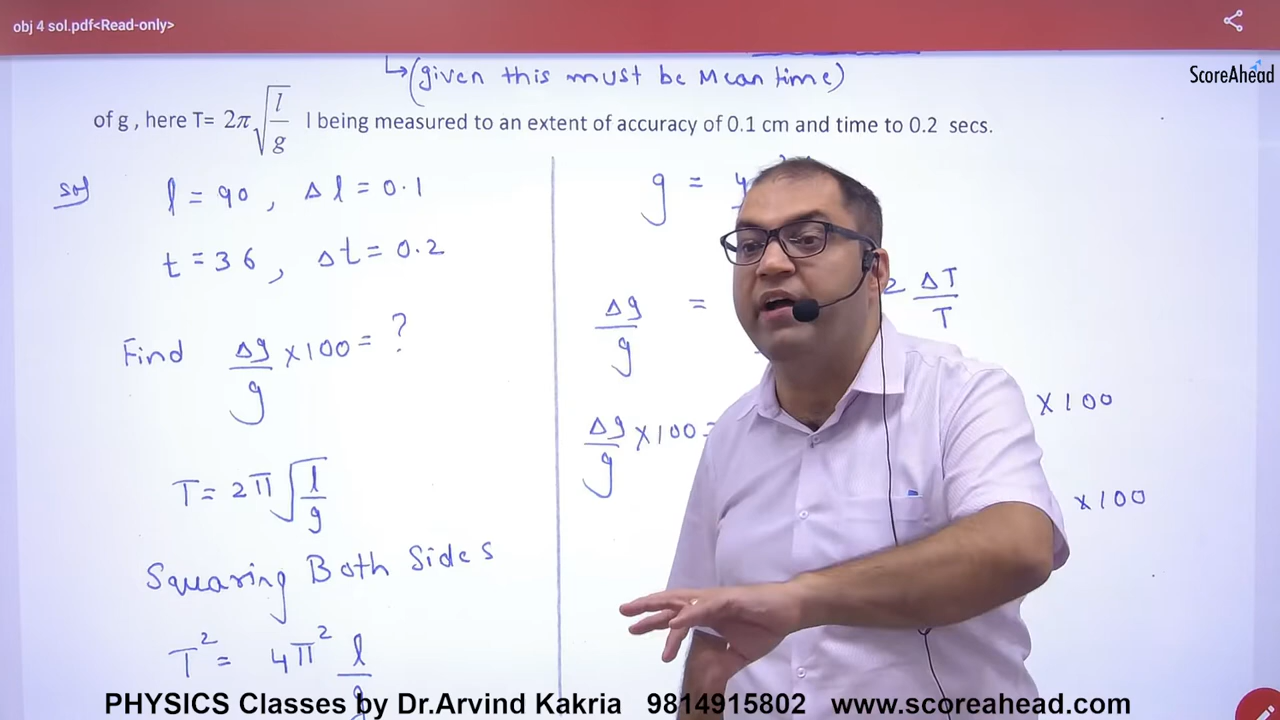 obj 4 sol.pdf<Read-only>
ScoreAhead
↳(given this must be Mean time)
of g , here T= 2π√(l/g) l being measured to an extent of accuracy of 0.1 cm and time to 0.2 secs.
Sol
l = 90 , Δl = 0.1
t = 36 , Δt = 0.2
Find Δg/g ×100 = ?
T = 2π√(l/g)
Squaring Both Sides
T² = 4π² l/g
g = 4
Δg/g = 2 ΔT/T
Δg/g ×100 = ×100
×100
PHYSICS Classes by Dr.Arvind Kakria 9814915802 www.scoreahead.com